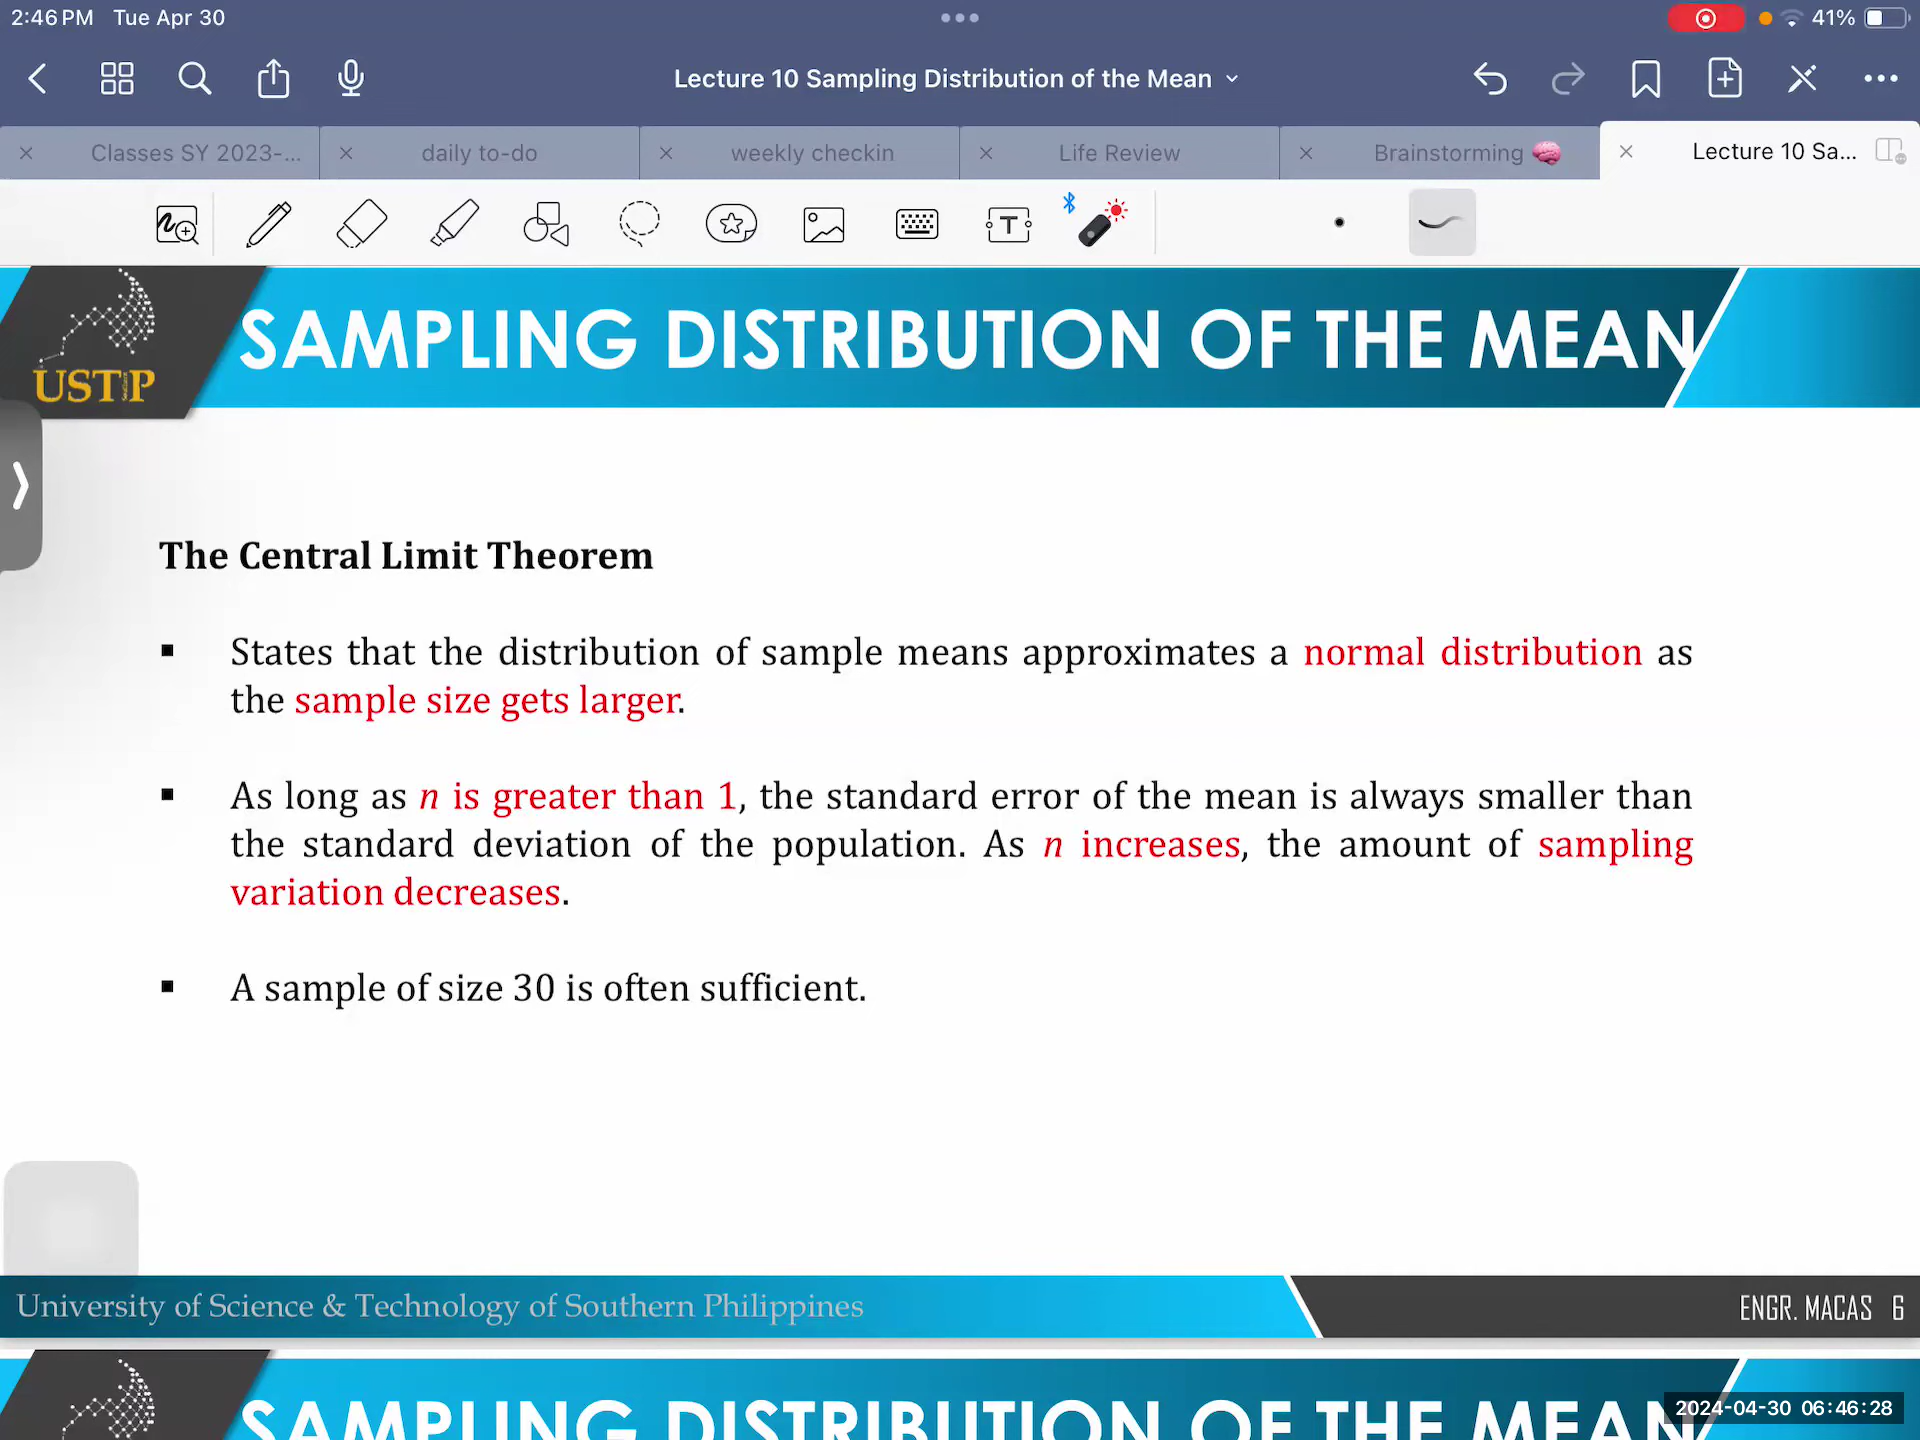 2:46 PM Tue Apr 30
41%
Lecture 10 Sampling Distribution of the Mean
Classes SY 2023-...
daily to-do
weekly checkin
Life Review
Brainstorming 🧠
Lecture 10 Sa...
SAMPLING DISTRIBUTION OF THE MEAN
USTP
The Central Limit Theorem
▪ States that the distribution of sample means approximates a normal distribution as
the sample size gets larger.
▪ As long as n is greater than 1, the standard error of the mean is always smaller than
the standard deviation of the population. As n increases, the amount of sampling
variation decreases.
▪ A sample of size 30 is often sufficient.
University of Science & Technology of Southern Philippines
ENGR. MACAS 6
SAMPLING DISTRIBUTION OF THE MEAN
2024-04-30 06:46:28